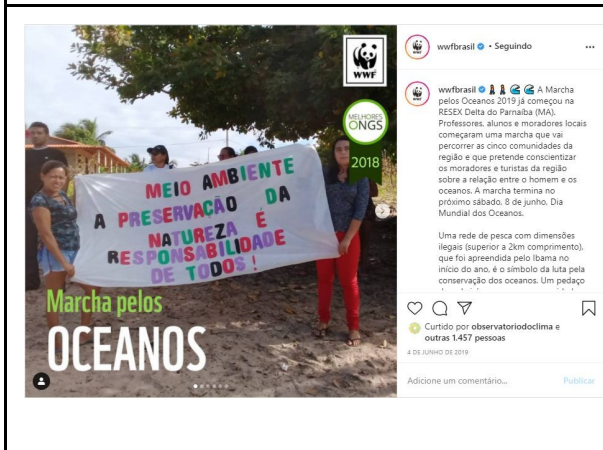 WWF
MELHORES
ONGS
2018
MEIO AMBIENTE
A PRESERVAÇÃO DA
NATUREZA É
RESPONSABILIDADE
DE TODOS!
Marcha pelos
OCEANOS
wwfbrasil • Seguindo
wwfbrasil A Marcha
pelos Oceanos 2019 já começou na
RESEX Delta do Parnaíba (MA).
Professores, alunos e moradores locais
começaram uma marcha que vai
percorrer as cinco comunidades da
região e que pretende conscientizar
os moradores e turistas da região
sobre a relação entre o homem e os
oceanos. A marcha termina no
próximo sábado, 8 de junho, Dia
Mundial dos Oceanos.
Uma rede de pesca com dimensões
ilegais (superior a 2km comprimento),
que foi apreendida pelo Ibama no
início do ano, é o símbolo da luta pela
conservação dos oceanos. Um pedaço
Curtido por observatoriodoclima e
outras 1.457 pessoas
4 DE JUNHO DE 2019
Adicione um comentário... Publicar